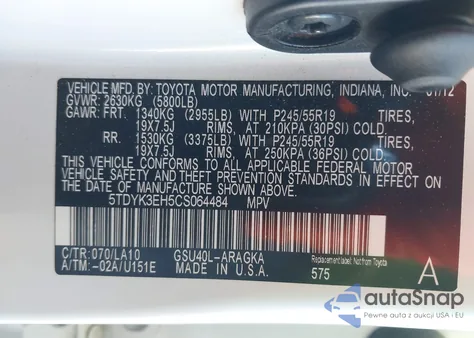 VEHICLE MFD. BY: TOYOTA MOTOR MANUFACTURING, INDIANA, INC. 01/12
GVWR: 2630KG (5800LB)
GAWR: FRT. 1340KG (2955LB) WITH P245/55R19 TIRES,
19X7.5J RIMS, AT 210KPA (30PSI) COLD
RR. 1530KG (3375LB) WITH P245/55R19 TIRES,
19X7.5J RIMS, AT 250KPA (36PSI) COLD
THIS VEHICLE CONFORMS TO ALL APPLICABLE FEDERAL MOTOR
VEHICLE SAFETY STANDARDS IN EFFECT ON THE DATE OF
MANUFACTURE SHOWN ABOVE.
5TDYK3EH5CS064484 MPV
C/TR: 070/LA10 GSU40L-ARAGKA Replacement label: Not from Toyota
A/TM: -02A/U151E MADE IN U.S.A. 575 A
autoSnap
Pewne auta z aukcji USA i EU